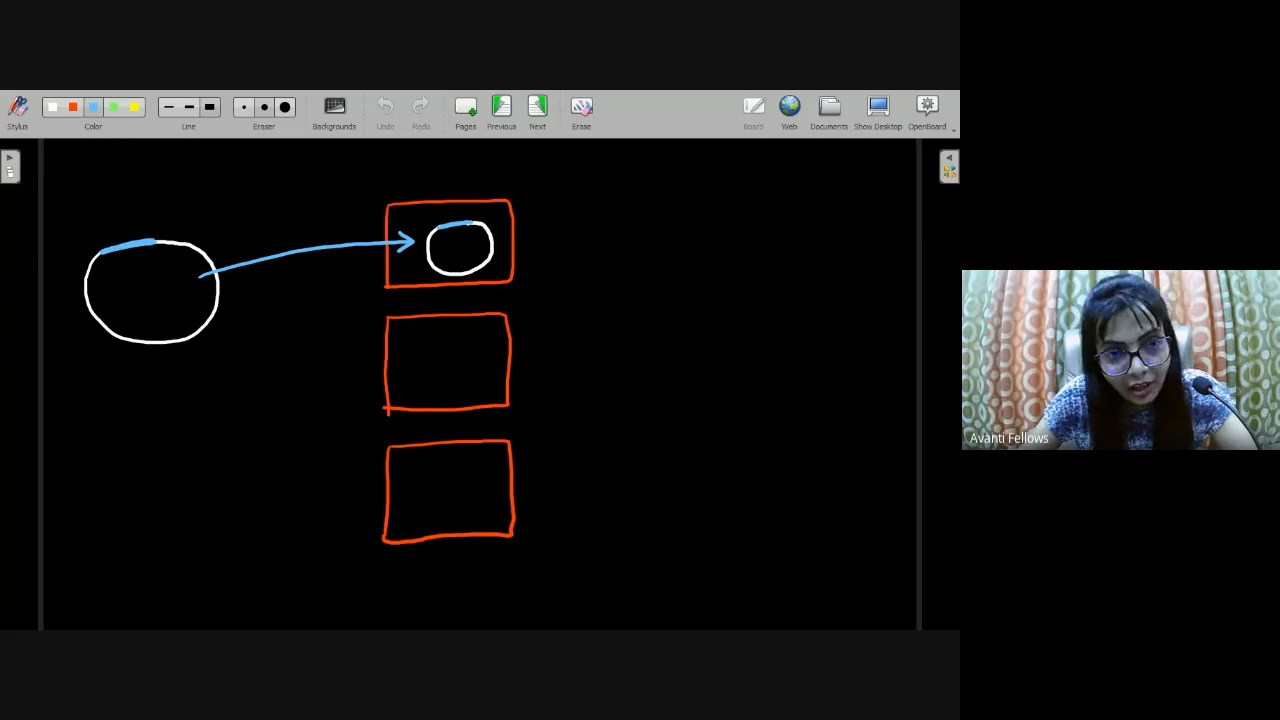 Stylus
Color
Line
Eraser
Backgrounds
Undo
Redo
Pages
Previous
Next
Erase
Board
Web
Documents
Show Desktop
OpenBoard
Avanti Fellows